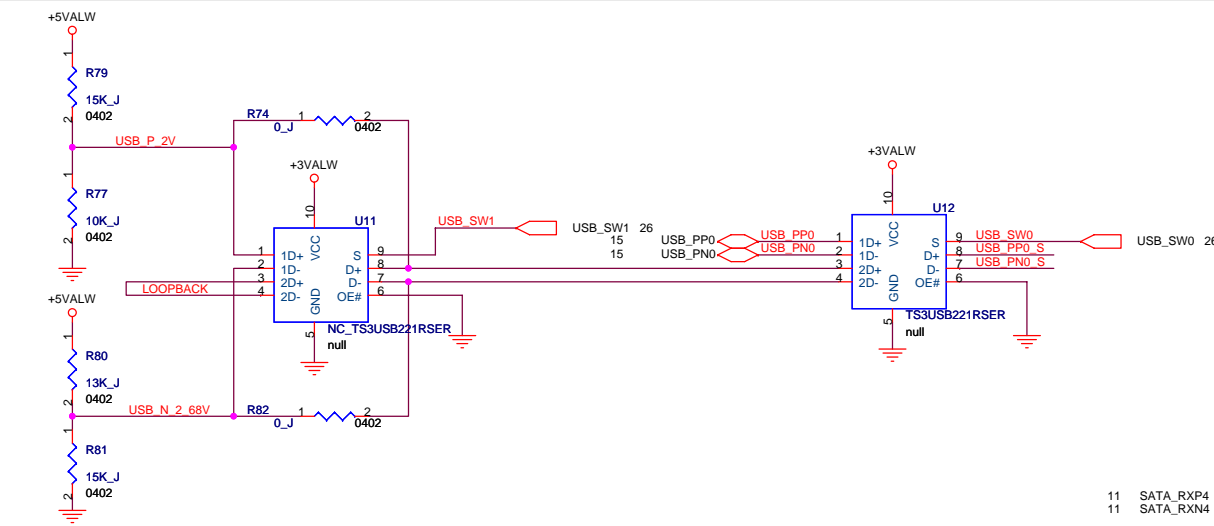 +5VALW
1
R79
15K_J
0402
2
USB_P_2V
1
R77
10K_J
0402
2
R74
0_J
1
2
0402
+3VALW
10
U11
1
2
3
4
1D+
1D-
2D+
2D-
VCC
GND
S
D+
D-
OE#
9
8
7
6
5
NC_TS3USB221RSER
null
LOOPBACK
USB_SW1
USB_SW1 26
+5VALW
1
R80
13K_J
0402
2
USB_N_2_68V
1
R81
15K_J
0402
2
R82
0_J
1
2
0402
15 USB_PP0
15 USB_PN0
USB_PP0
USB_PN0
+3VALW
10
U12
1
2
3
4
1D+
1D-
2D+
2D-
VCC
GND
S
D+
D-
OE#
9
8
7
6
5
TS3USB221RSER
null
USB_SW0
USB_PP0_S
USB_PN0_S
USB_SW0 26
11 SATA_RXP4
11 SATA_RXN4